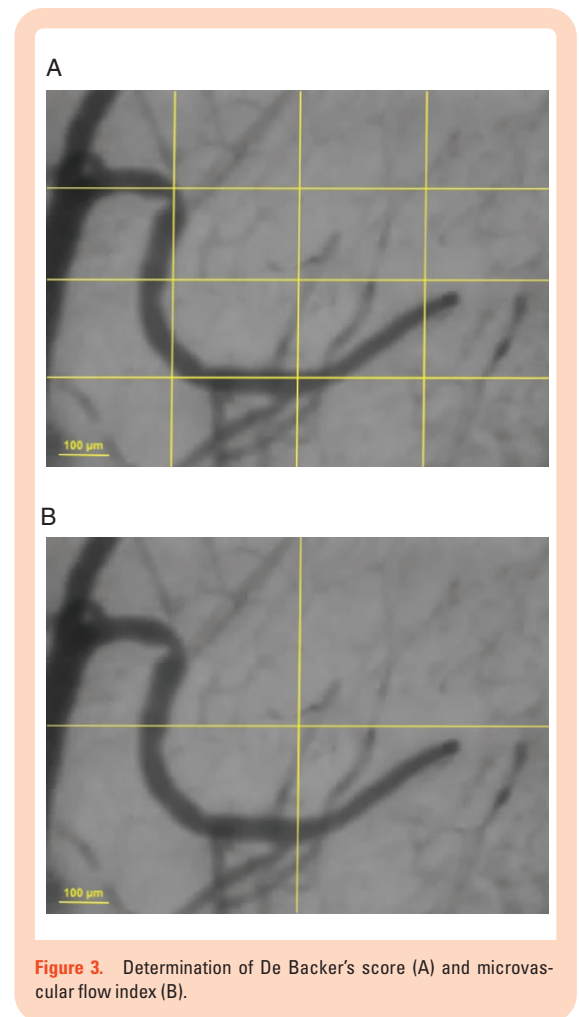 A
100 µm
B
100 µm
Figure 3. Determination of De Backer's score (A) and microvas-
cular flow index (B).